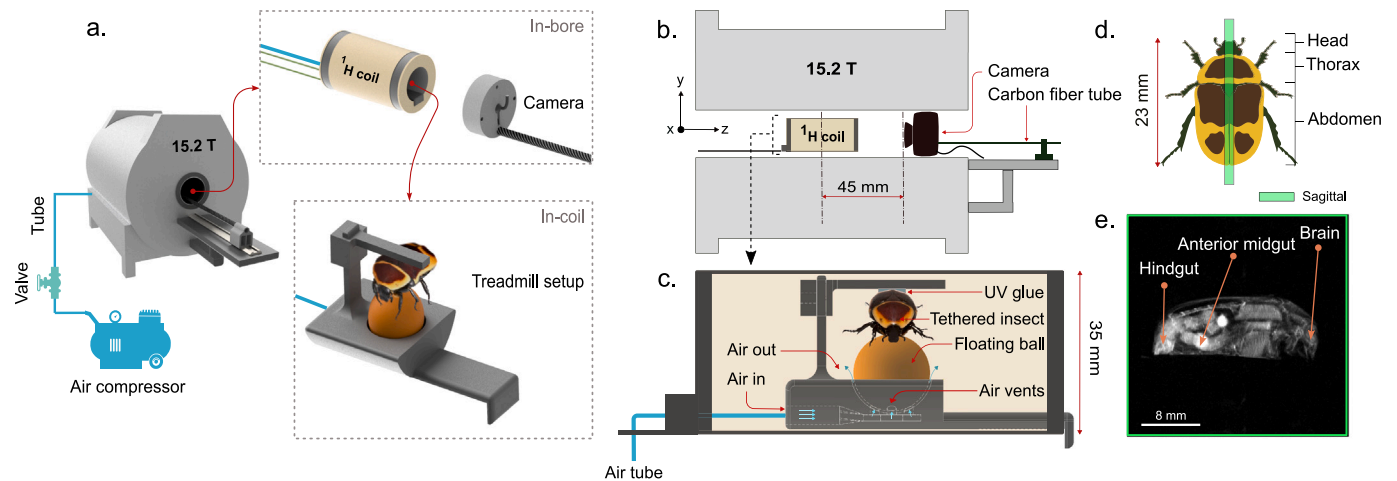 a.
In-bore
¹H coil
Camera
15.2 T
Tube
Valve
Air compressor
In-coil
Treadmill setup
b.
15.2 T
y
x
z
¹H coil
Camera
Carbon fiber tube
45 mm
c.
UV glue
Tethered insect
Floating ball
Air out
Air in
Air vents
Air tube
35 mm
d.
23 mm
Head
Thorax
Abdomen
Sagittal
e.
Brain
Anterior midgut
Hindgut
8 mm